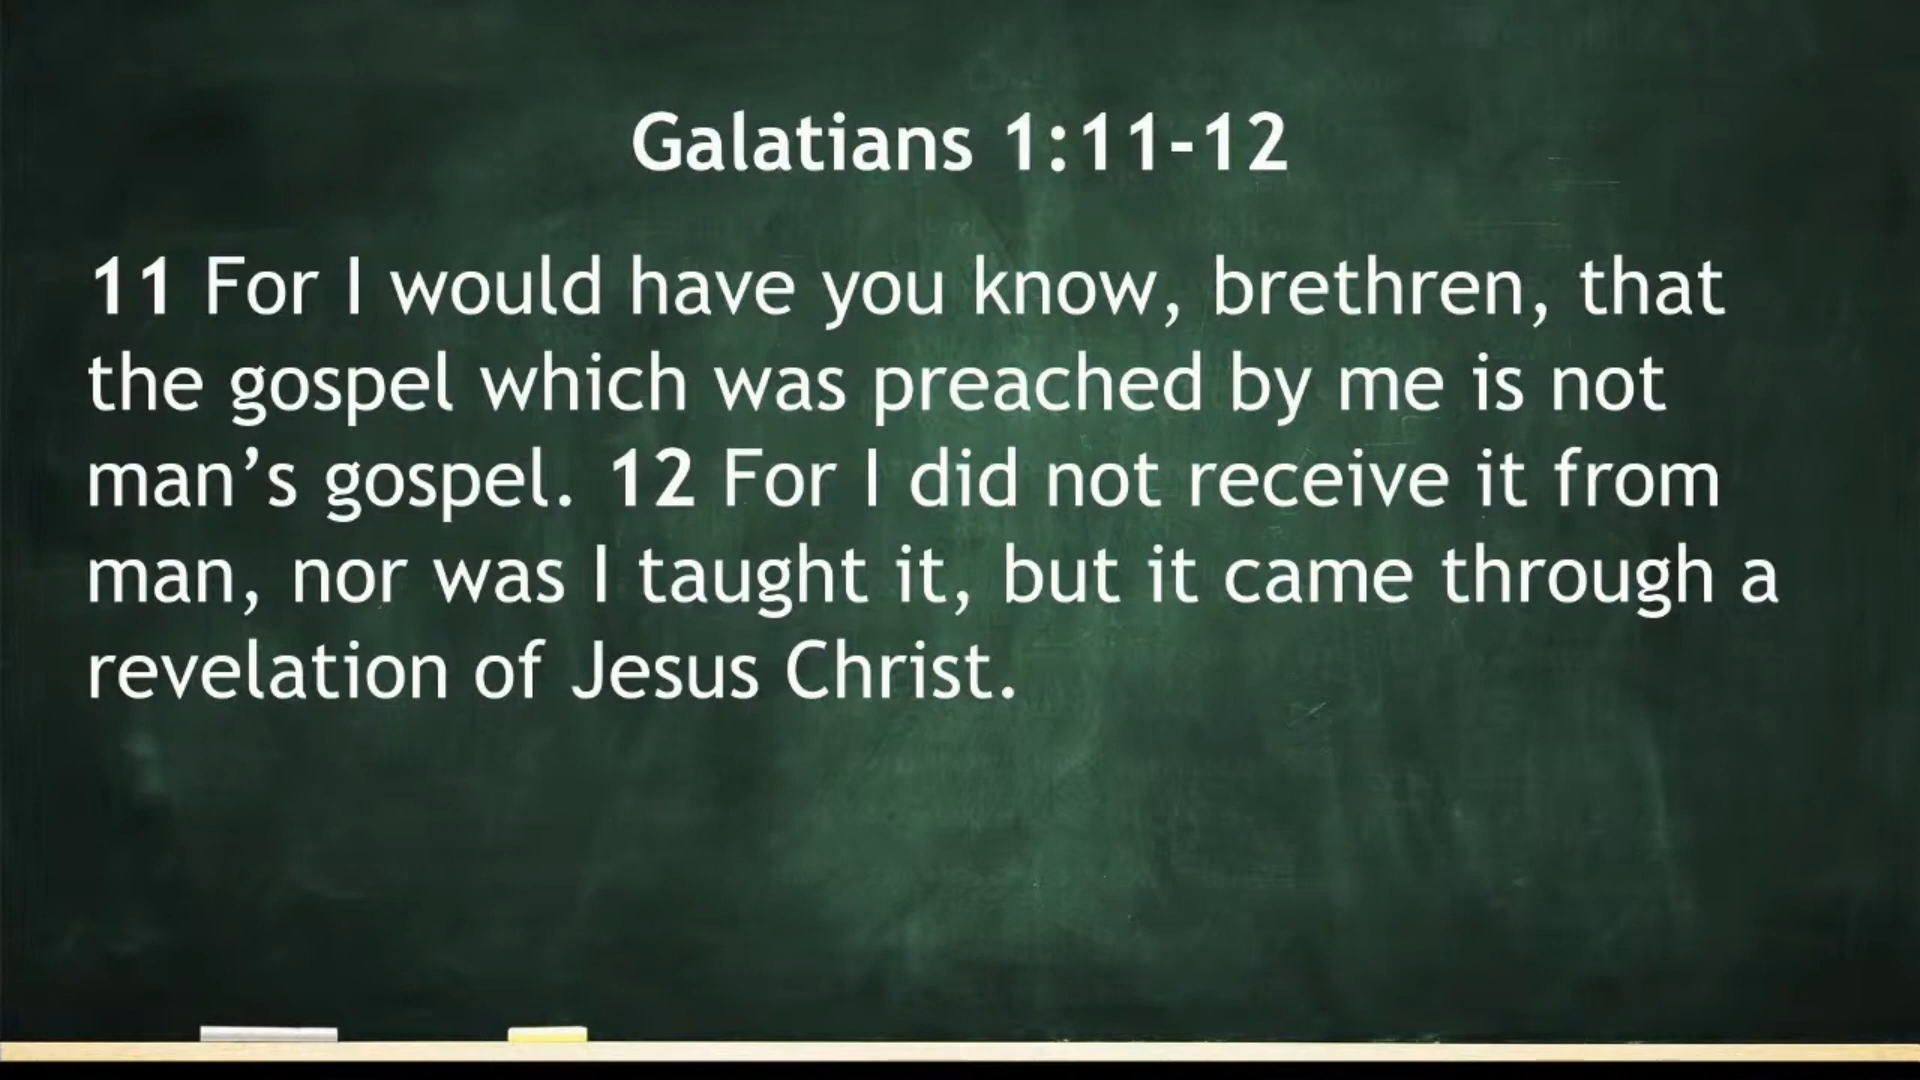 Galatians 1:11-12
11 For I would have you know, brethren, that
the gospel which was preached by me is not
man’s gospel. 12 For I did not receive it from
man, nor was I taught it, but it came through a
revelation of Jesus Christ.